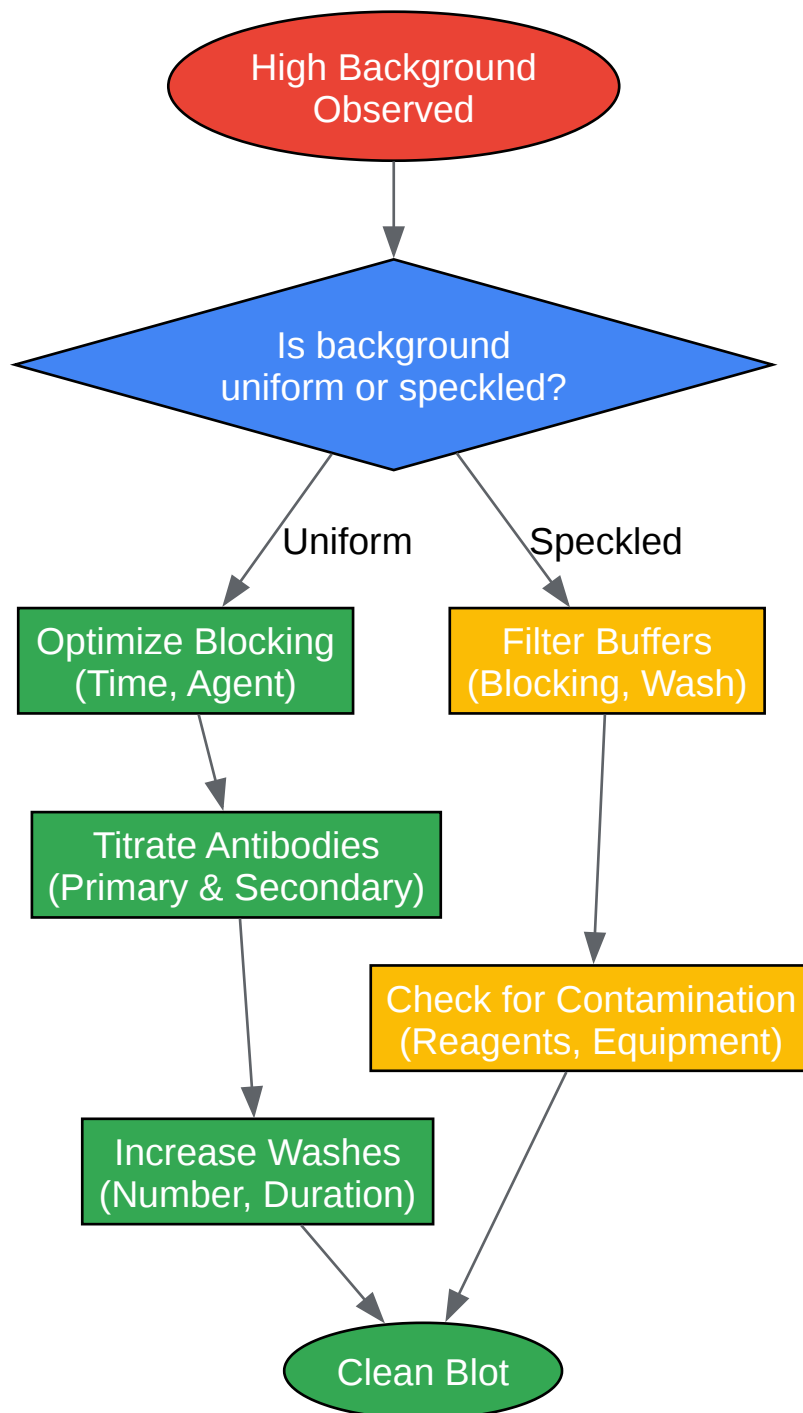 High Background
Observed
Is background
uniform or speckled?
Uniform
Speckled
Optimize Blocking
(Time, Agent)
Filter Buffers
(Blocking, Wash)
Titrate Antibodies
(Primary & Secondary)
Check for Contamination
(Reagents, Equipment)
Increase Washes
(Number, Duration)
Clean Blot